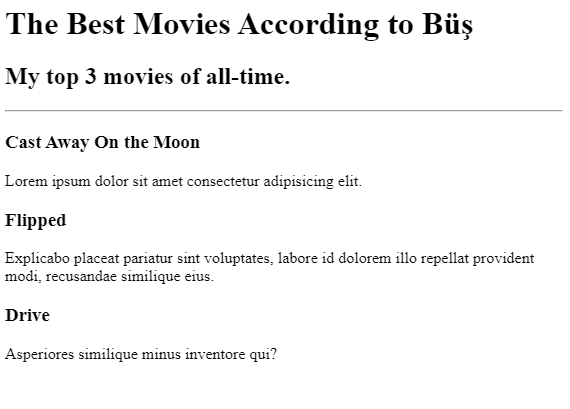 The Best Movies According to Büş
My top 3 movies of all-time.
Cast Away On the Moon
Lorem ipsum dolor sit amet consectetur adipisicing elit.
Flipped
Explicabo placeat pariatur sint voluptates, labore id dolorem illo repellat provident
modi, recusandae similique eius.
Drive
Asperiores similique minus inventore qui?